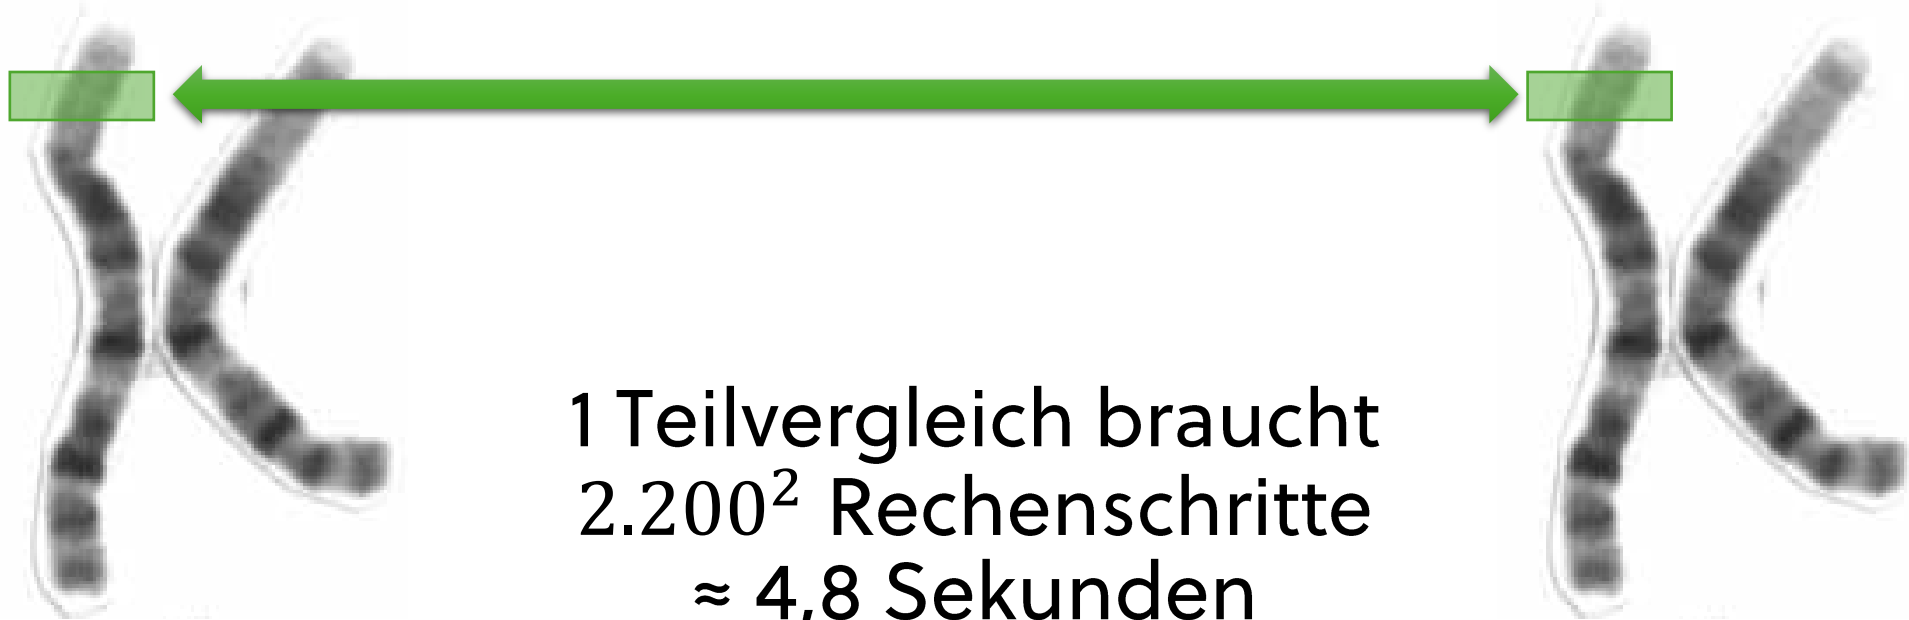 1 Teilvergleich braucht
2.200² Rechenschritte
≈ 4,8 Sekunden